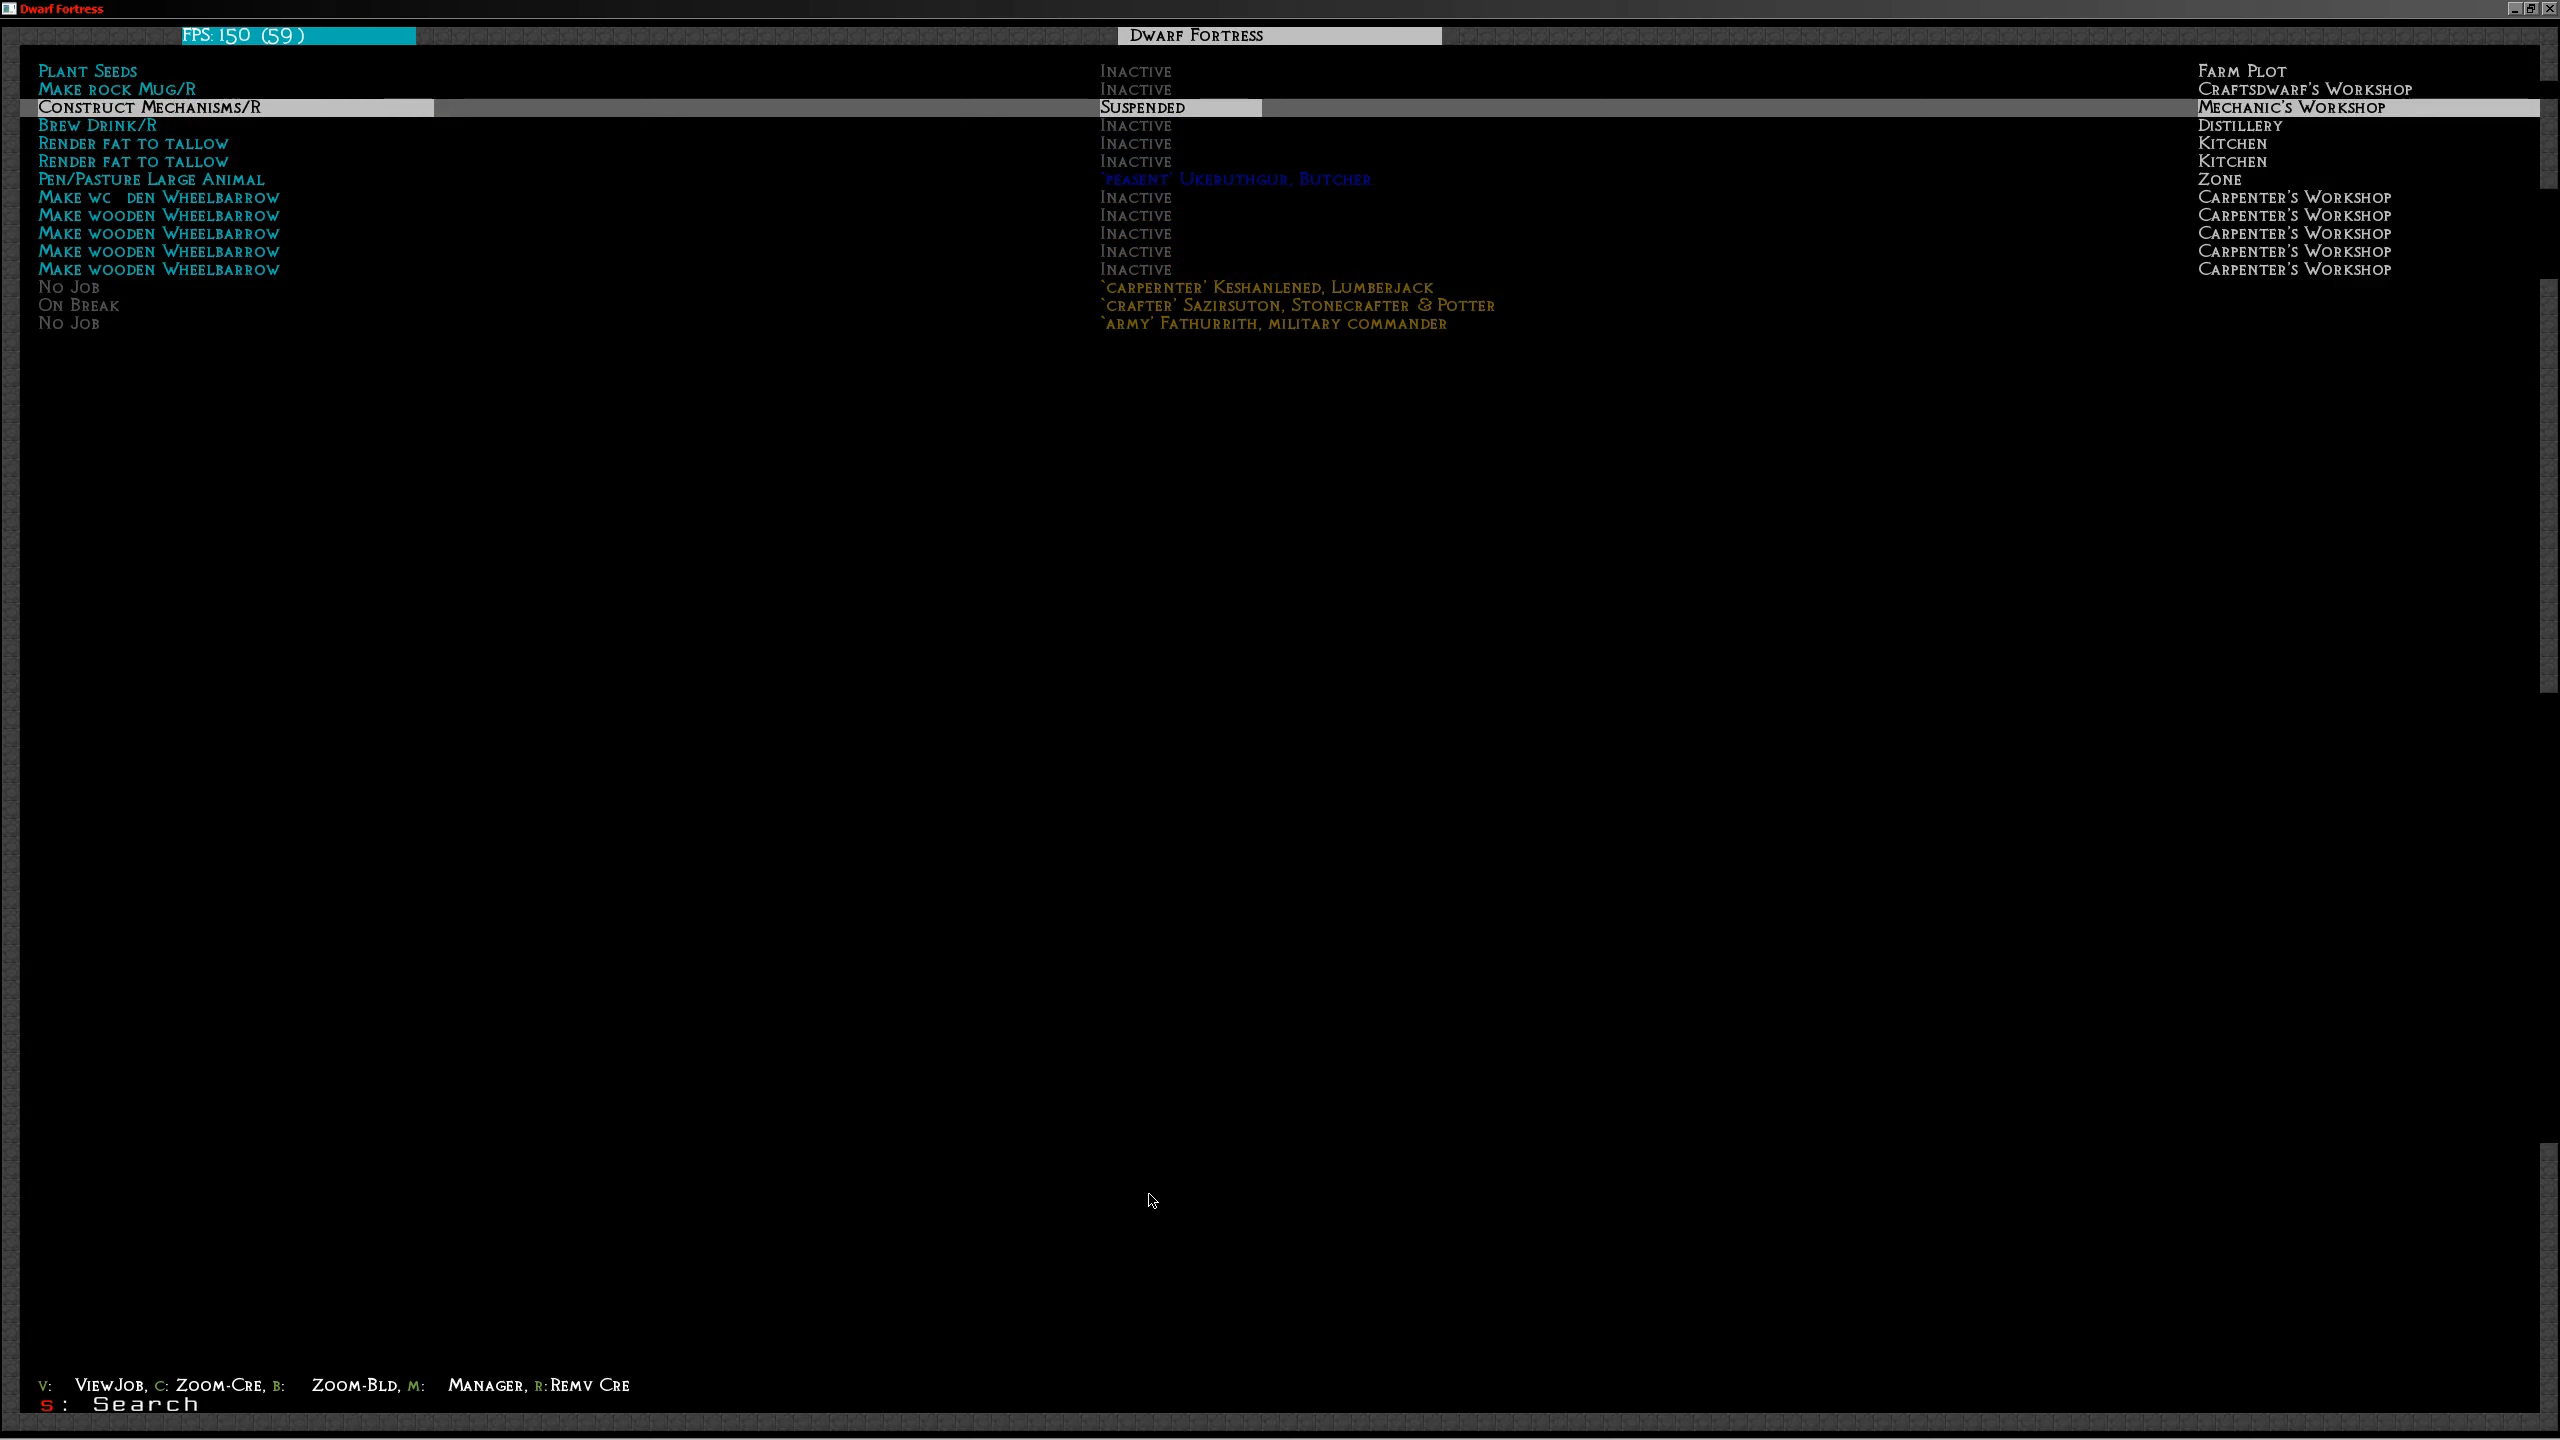 Dwarf Fortress
FPS: 150 (59)
Dwarf Fortress
Plant Seeds Inactive Farm Plot
Make rock Mug/R Inactive Craftsdwarf's Workshop
Construct Mechanisms/R Suspended Mechanic's Workshop
Brew Drink/R Inactive Distillery
Render fat to tallow Inactive Kitchen
Render fat to tallow Inactive Kitchen
Pen/Pasture Large Animal `peasent' Ukeruthgur, Butcher Zone
Make wc den Wheelbarrow Inactive Carpenter's Workshop
Make wooden Wheelbarrow Inactive Carpenter's Workshop
Make wooden Wheelbarrow Inactive Carpenter's Workshop
Make wooden Wheelbarrow Inactive Carpenter's Workshop
Make wooden Wheelbarrow Inactive Carpenter's Workshop
No Job `carpernter' Keshanlened, Lumberjack
On Break `crafter' Sazirsuton, Stonecrafter & Potter
No Job `army' Fathurrith, military commander
v: ViewJob, c: Zoom-Cre, b: Zoom-Bld, m: Manager, r:Remv Cre
s: Search